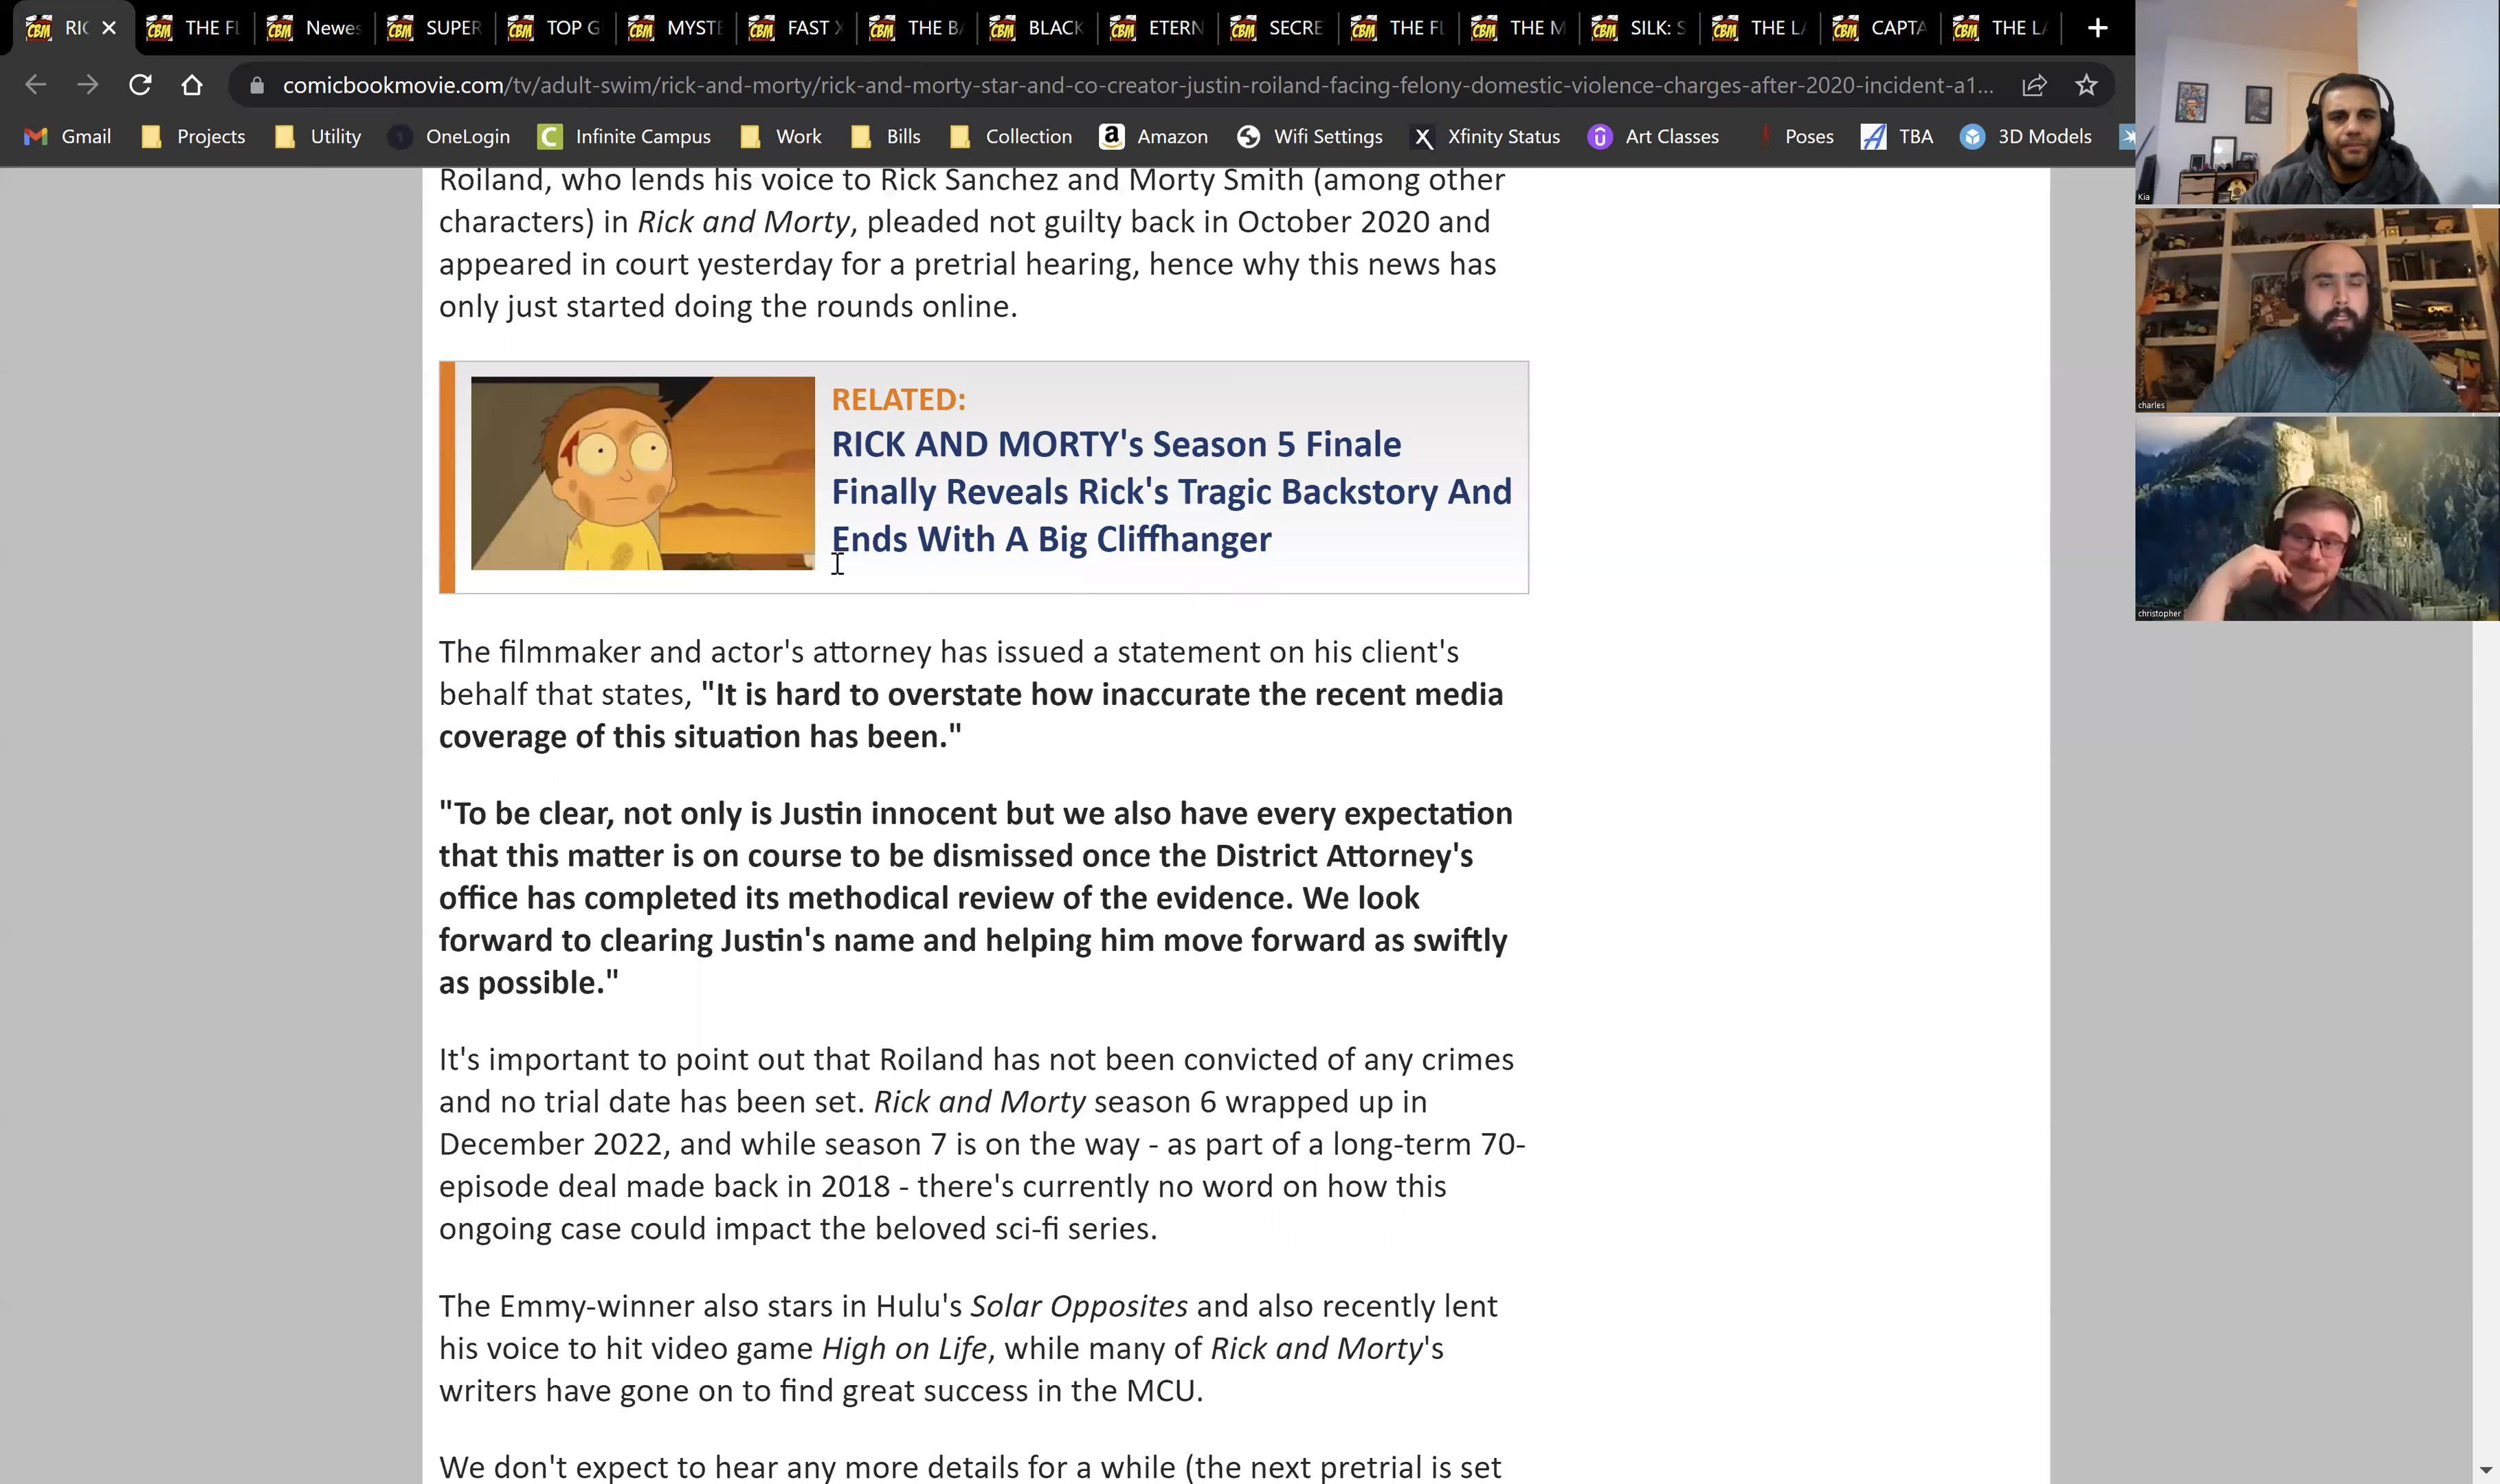 RIC
THE FL
Newes
SUPER
TOP G
MYSTE
FAST X
THE BA
BLACK
ETERN
SECRE
THE FL
THE M
SILK: S
THE LA
CAPTA
THE LA
comicbookmovie.com/tv/adult-swim/rick-and-morty/rick-and-morty-star-and-co-creator-justin-roiland-facing-felony-domestic-violence-charges-after-2020-incident-a1...
Gmail
Projects
Utility
OneLogin
Infinite Campus
Work
Bills
Collection
Amazon
Wifi Settings
Xfinity Status
Art Classes
Poses
TBA
3D Models
Kia
charles
christopher
Roiland, who lends his voice to Rick Sanchez and Morty Smith (among other
characters) in Rick and Morty, pleaded not guilty back in October 2020 and
appeared in court yesterday for a pretrial hearing, hence why this news has
only just started doing the rounds online.
RELATED:
RICK AND MORTY's Season 5 Finale
Finally Reveals Rick's Tragic Backstory And
Ends With A Big Cliffhanger
The filmmaker and actor's attorney has issued a statement on his client's
behalf that states, "It is hard to overstate how inaccurate the recent media
coverage of this situation has been."
"To be clear, not only is Justin innocent but we also have every expectation
that this matter is on course to be dismissed once the District Attorney's
office has completed its methodical review of the evidence. We look
forward to clearing Justin's name and helping him move forward as swiftly
as possible."
It's important to point out that Roiland has not been convicted of any crimes
and no trial date has been set. Rick and Morty season 6 wrapped up in
December 2022, and while season 7 is on the way - as part of a long-term 70-
episode deal made back in 2018 - there's currently no word on how this
ongoing case could impact the beloved sci-fi series.
The Emmy-winner also stars in Hulu's Solar Opposites and also recently lent
his voice to hit video game High on Life, while many of Rick and Morty's
writers have gone on to find great success in the MCU.
We don't expect to hear any more details for a while (the next pretrial is set